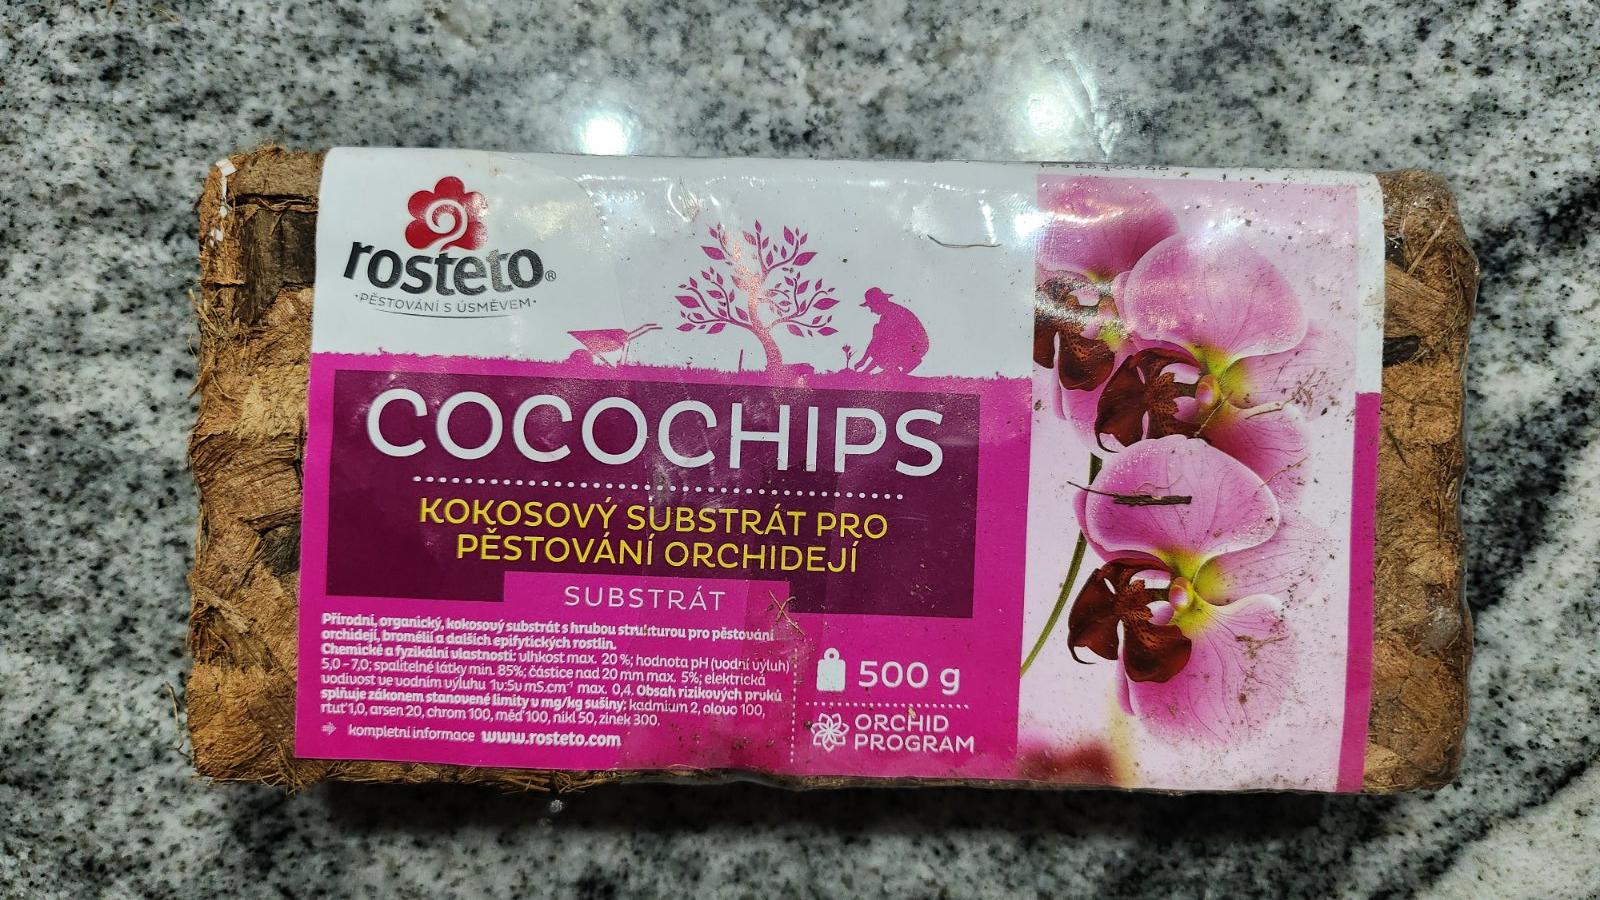 rosteto®
·PĚSTOVÁNÍ S ÚSMĚVEM·
COCOCHIPS
KOKOSOVÝ SUBSTRÁT PRO
PĚSTOVÁNÍ ORCHIDEJÍ
SUBSTRÁT
Přírodní, organický, kokosový substrát s hrubou strukturou pro pěstování
orchidejí, bromélií a dalších epifytických rostlin.
Chemické a fyzikální vlastnosti: vlhkost max. 20 %; hodnota pH (vodní výluh)
5,0 – 7,0; spalitelné látky min. 85%; částice nad 20 mm max. 5%; elektrická
vodivost ve vodním výluhu 1v:5v mS.cm⁻¹ max. 0,4. Obsah rizikových prvků
splňuje zákonem stanovené limity v mg/kg sušiny: kadmium 2, olovo 100,
rtuť 1,0, arsen 20, chrom 100, měď 100, nikl 50, zinek 300.
kompletní informace www.rosteto.com
500 g
ORCHID
PROGRAM